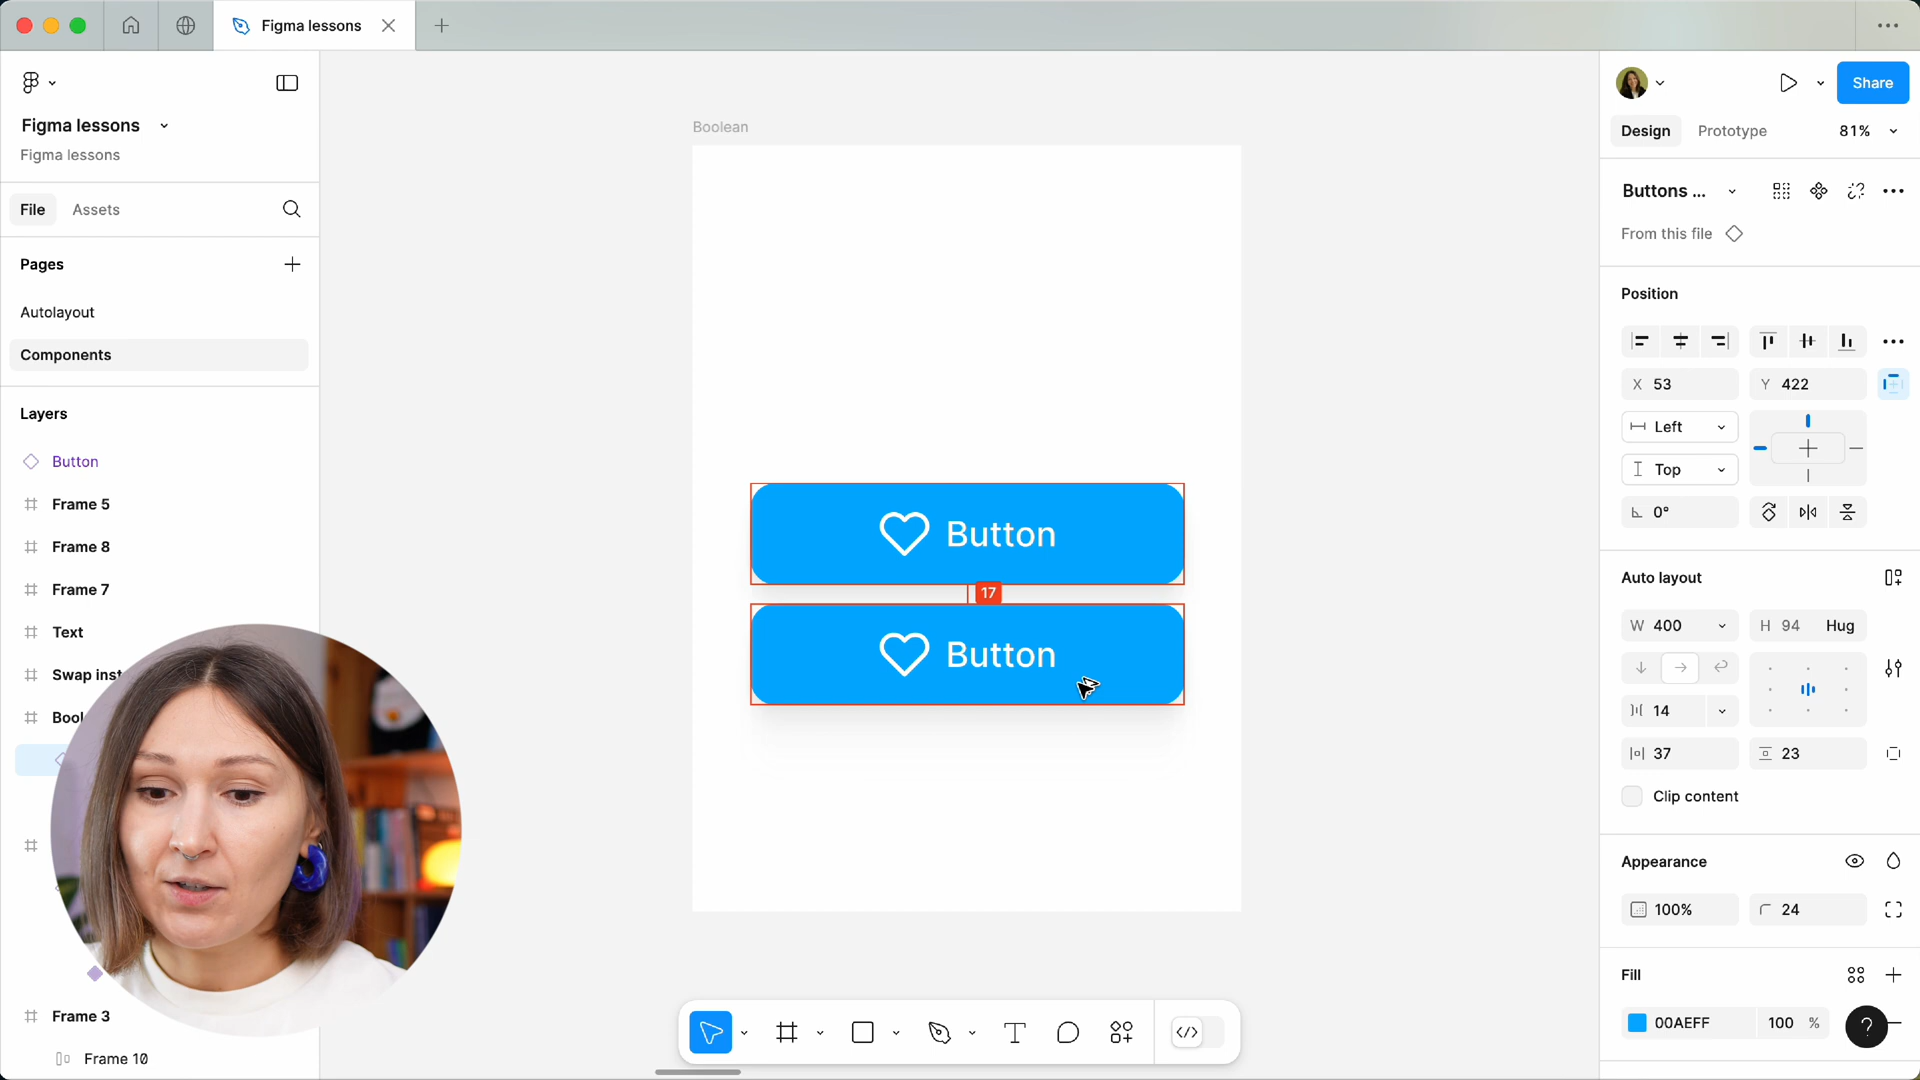 Figma lessons
Share
Figma lessons
Figma lessons
Design
Prototype
81%
File
Assets
Buttons ...
From this file
Pages
Autolayout
Components
Position
X 53
Y 422
Left
Top
0°
Layers
Button
Frame 5
Frame 8
Frame 7
Text
Swap inst
Bool
Frame 3
Frame 10
Boolean
Button
17
Button
Auto layout
W 400
H 94 Hug
14
37
23
Clip content
Appearance
100%
24
Fill
00AEFF
100 %
?